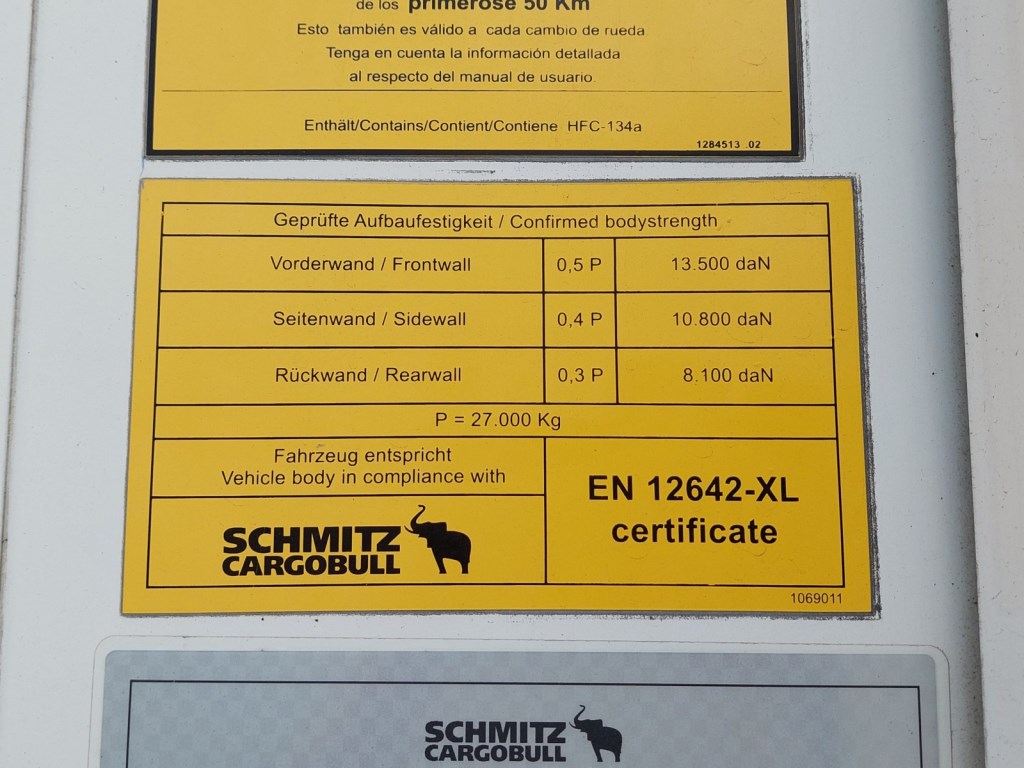 de los primerose 50 Km
Esto también es válido a cada cambio de rueda.
Tenga en cuenta la información detallada
al respecto del manual de usuario.
Enthält/Contains/Contient/Contiene HFC-134a
1284513 .02
Geprüfte Aufbaufestigkeit / Confirmed bodystrength
Vorderwand / Frontwall 0,5 P 13.500 daN
Seitenwand / Sidewall 0,4 P 10.800 daN
Rückwand / Rearwall 0,3 P 8.100 daN
P = 27.000 Kg
Fahrzeug entspricht
Vehicle body in compliance with
SCHMITZ
CARGOBULL
EN 12642-XL
certificate
1069011
SCHMITZ
CARGOBULL